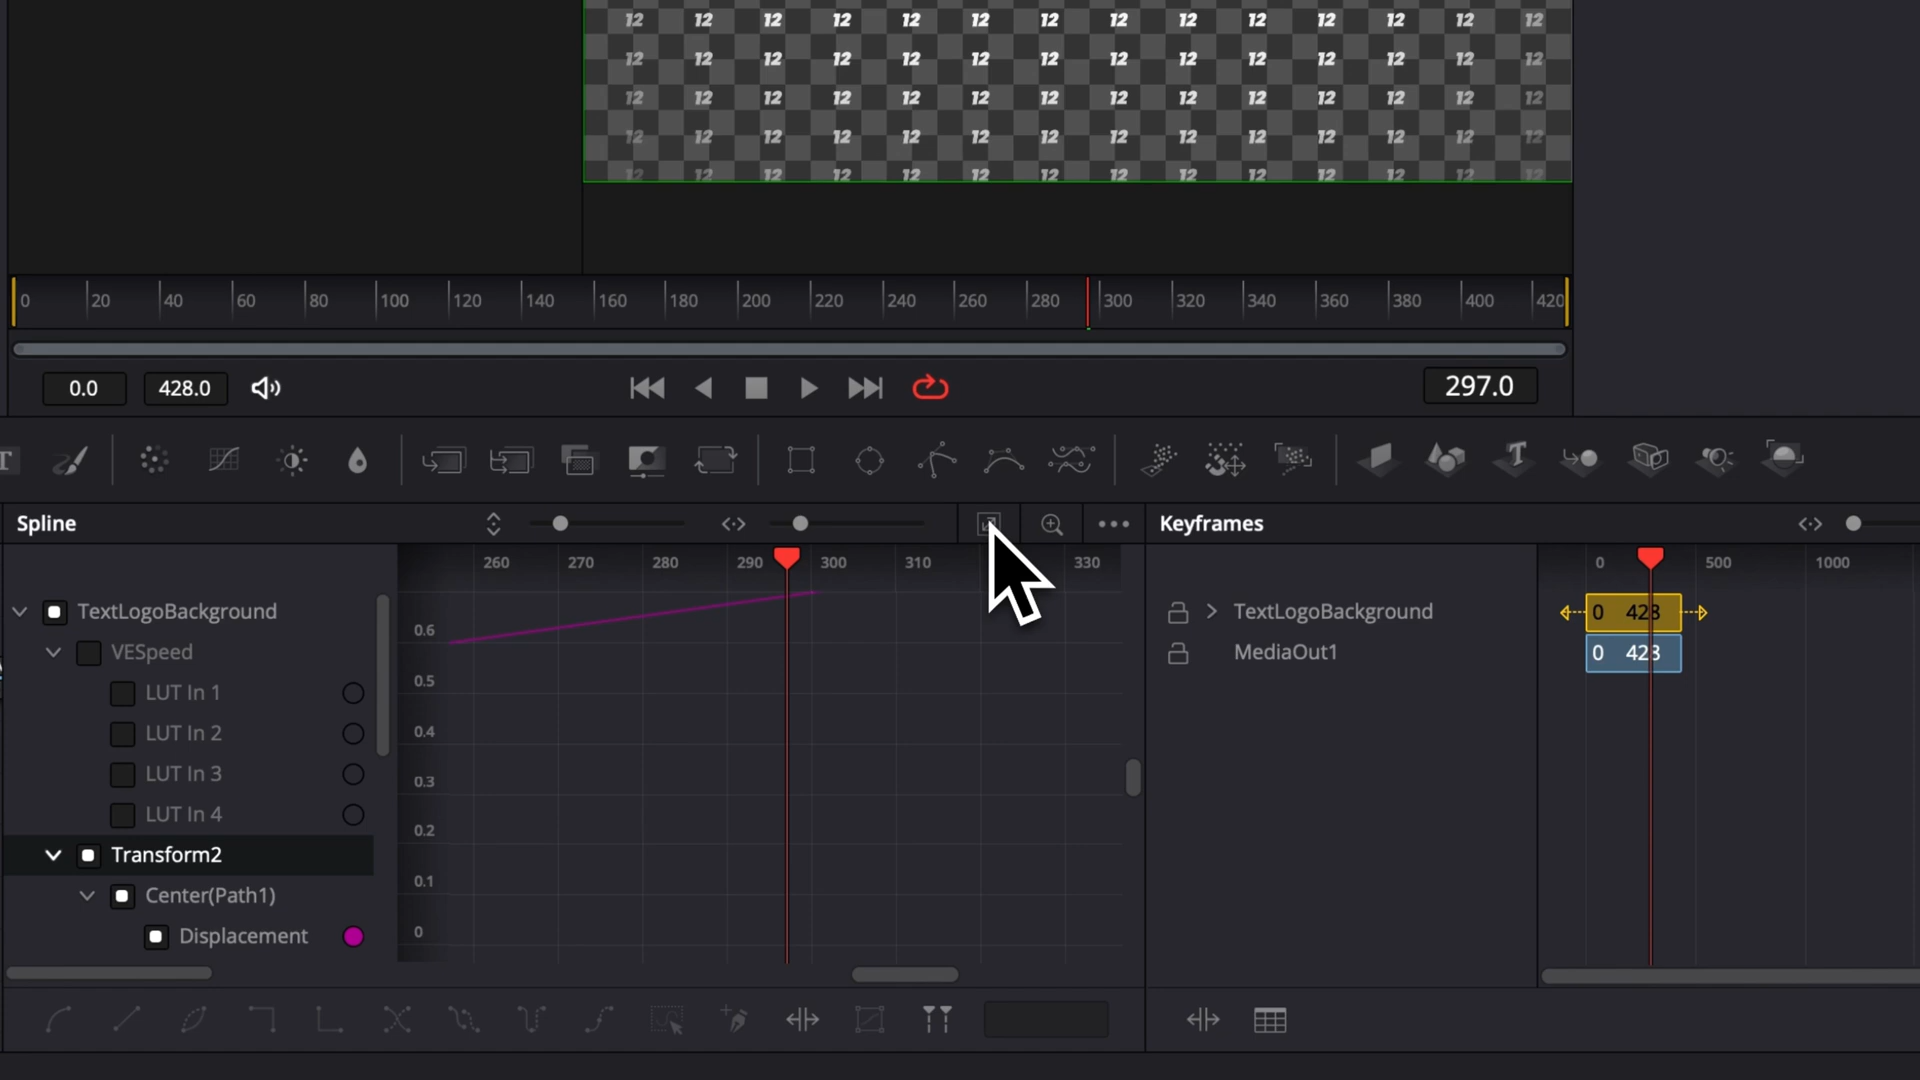 12 12 12 12 12 12 12 12 12 12 12 12 12 12
12 12 12 12 12 12 12 12 12 12 12 12 12 12
12 12 12 12 12 12 12 12 12 12 12 12 12 12
12 12 12 12 12 12 12 12 12 12 12 12 12 12
12 12 12 12 12 12 12 12 12 12 12 12 12 12
0 20 40 60 80 100 120 140 160 180 200 220 240 260 280 300 320 340 360 380 400 420
0.0 428.0 297.0
T T
Spline
Keyframes
260 270 280 290 300 310 330
0 500 1000
TextLogoBackground
VESpeed
LUT In 1
LUT In 2
LUT In 3
LUT In 4
Transform2
Center(Path1)
Displacement
0.6
0.5
0.4
0.3
0.2
0.1
0
TextLogoBackground
0 428
MediaOut1
0 428